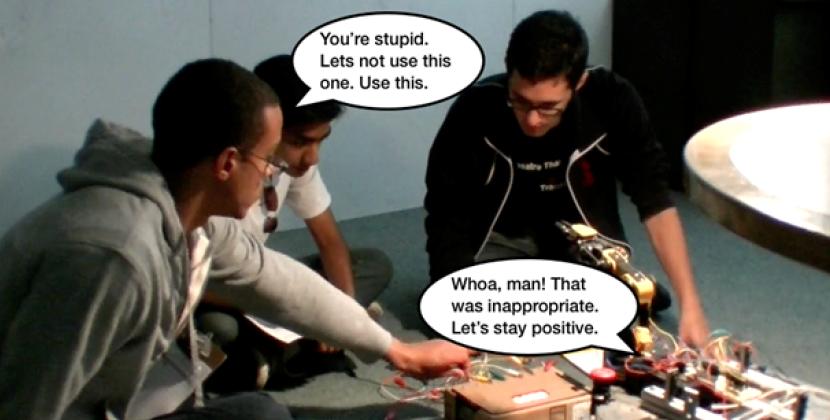 You're stupid.
Lets not use this
one. Use this.
Whoa, man! That
was inappropriate.
Let's stay positive.